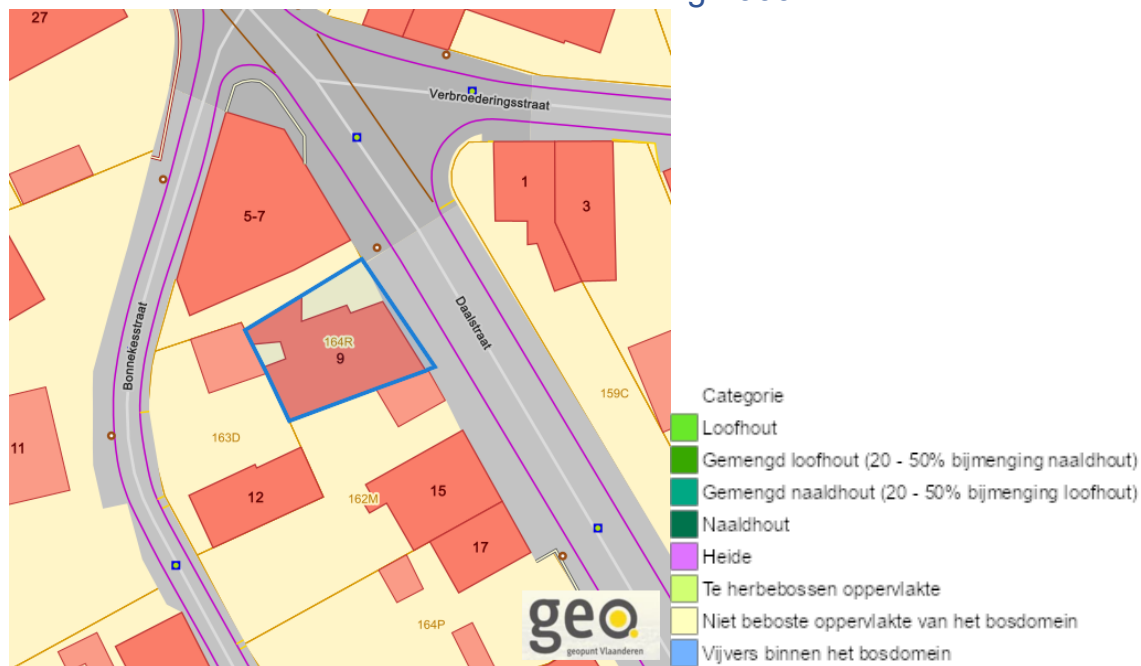 27
Verbroederingsstraat
1
3
5-7
Bonnekesstraat
Daalstraat
164R
9
159C
163D
11
12
162M
15
17
164P
geo.
geopunt Vlaanderen
Categorie
Loofhout
Gemengd loofhout (20 - 50% bijmenging naaldhout)
Gemengd naaldhout (20 - 50% bijmenging loofhout)
Naaldhout
Heide
Te herbebossen oppervlakte
Niet beboste oppervlakte van het bosdomein
Vijvers binnen het bosdomein